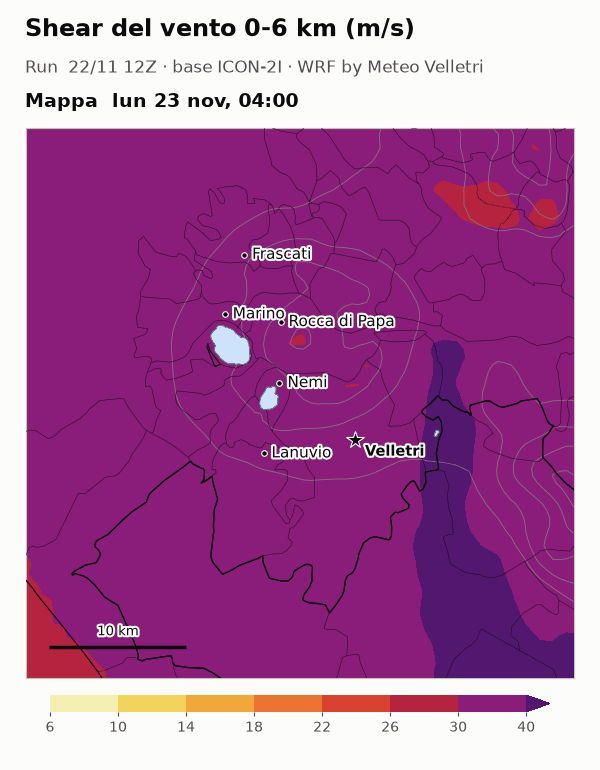 Shear del vento 0-6 km (m/s)
Run  22/11 12Z · base ICON-2I · WRF by Meteo Velletri
Mappa  lun 23 nov, 04:00
Frascati
Marino
Rocca di Papa
Nemi
Velletri
Lanuvio
10 km
6 10 14 18 22 26 30 40